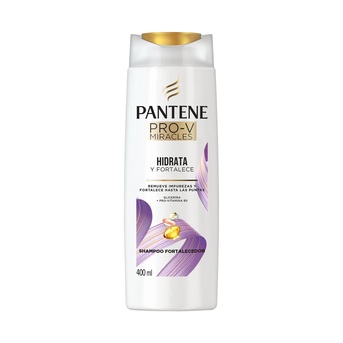 PANTENE
PRO-V
MIRACLES
HIDRATA
Y FORTALECE
REMUEVE IMPUREZAS Y
FORTALECE HASTA LAS PUNTAS
GLICERINA
+ PRO-VITAMINA B5
SHAMPOO FORTALECEDOR
400 ml